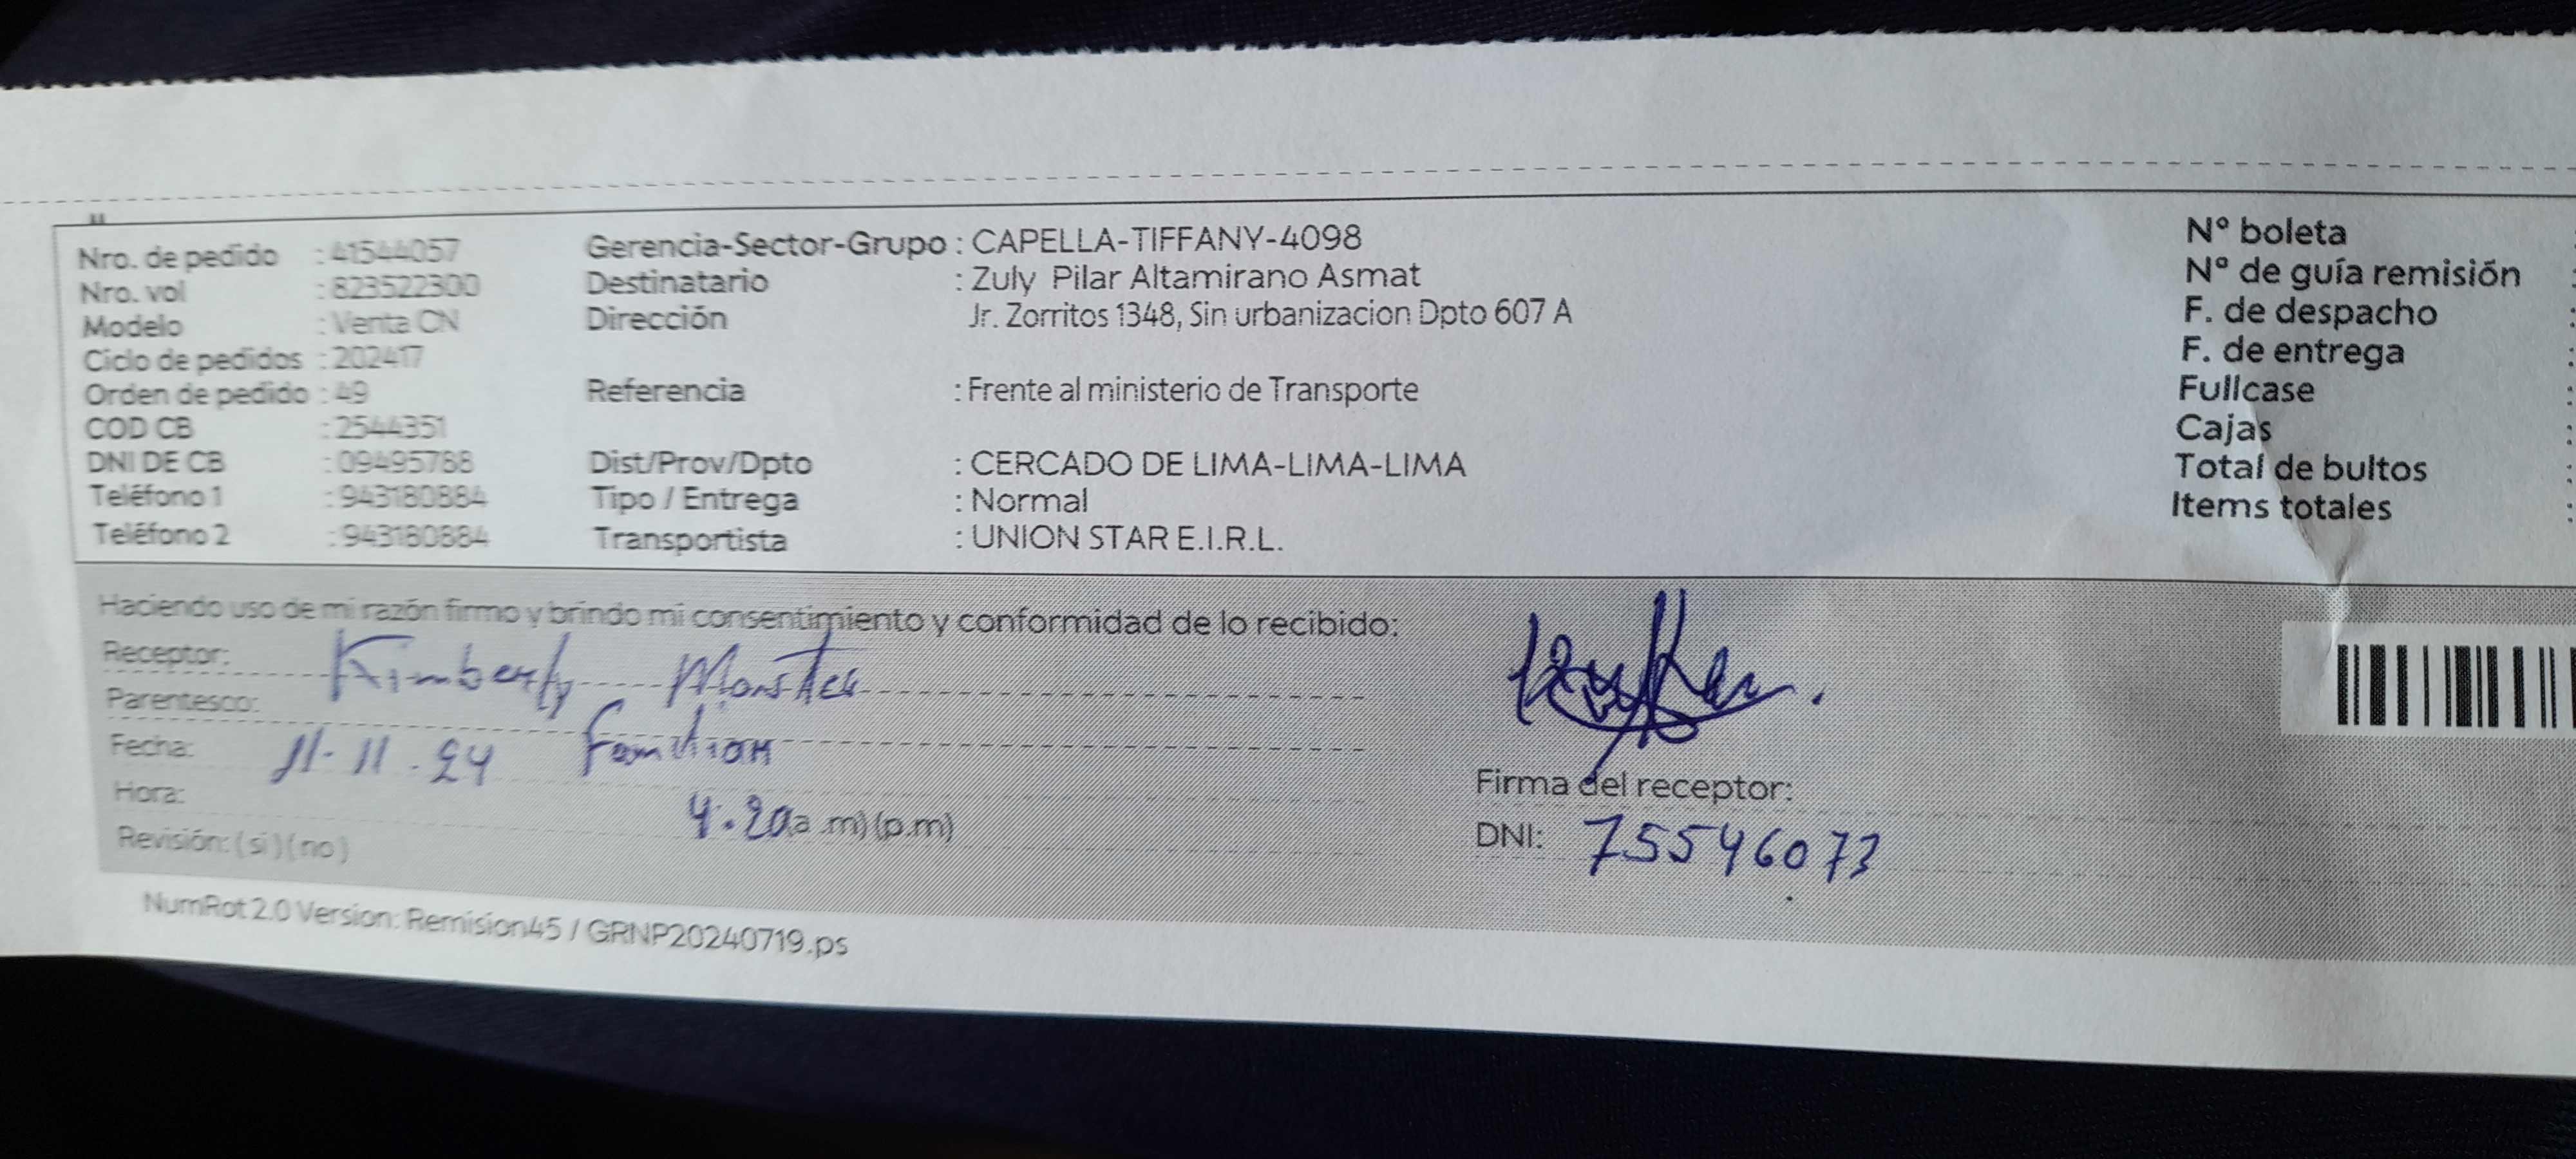 Nro. de pedido : 41544057
Nro. vol : 823522300
Modelo : Venta CN
Ciclo de pedidos : 202417
Orden de pedido : 49
COD CB : 2544351
DNI DE CB : 09495788
Teléfono 1 : 943180884
Teléfono 2 : 943180884
Gerencia-Sector-Grupo : CAPELLA-TIFFANY-4098
Destinatario : Zuly Pilar Altamirano Asmat
Dirección Jr. Zorritos 1348, Sin urbanizacion Dpto 607 A
Referencia : Frente al ministerio de Transporte
Dist/Prov/Dpto : CERCADO DE LIMA-LIMA-LIMA
Tipo / Entrega : Normal
Transportista : UNION STAR E.I.R.L.
Nº boleta :
Nº de guía remisión :
F. de despacho :
F. de entrega :
Fullcase :
Cajas :
Total de bultos :
Items totales :
Haciendo uso de mi razón firmo y brindo mi consentimiento y conformidad de lo recibido:
Receptor: Kimberly
Parentesco: Familiar
Fecha: 11-11.24
Hora: 4.20 (a.m) (p.m)
Revisión: (si) (no)
Firma del receptor:
DNI: 75546073
NumRot 2.0 Version: Remision45 / GRNP20240719.ps